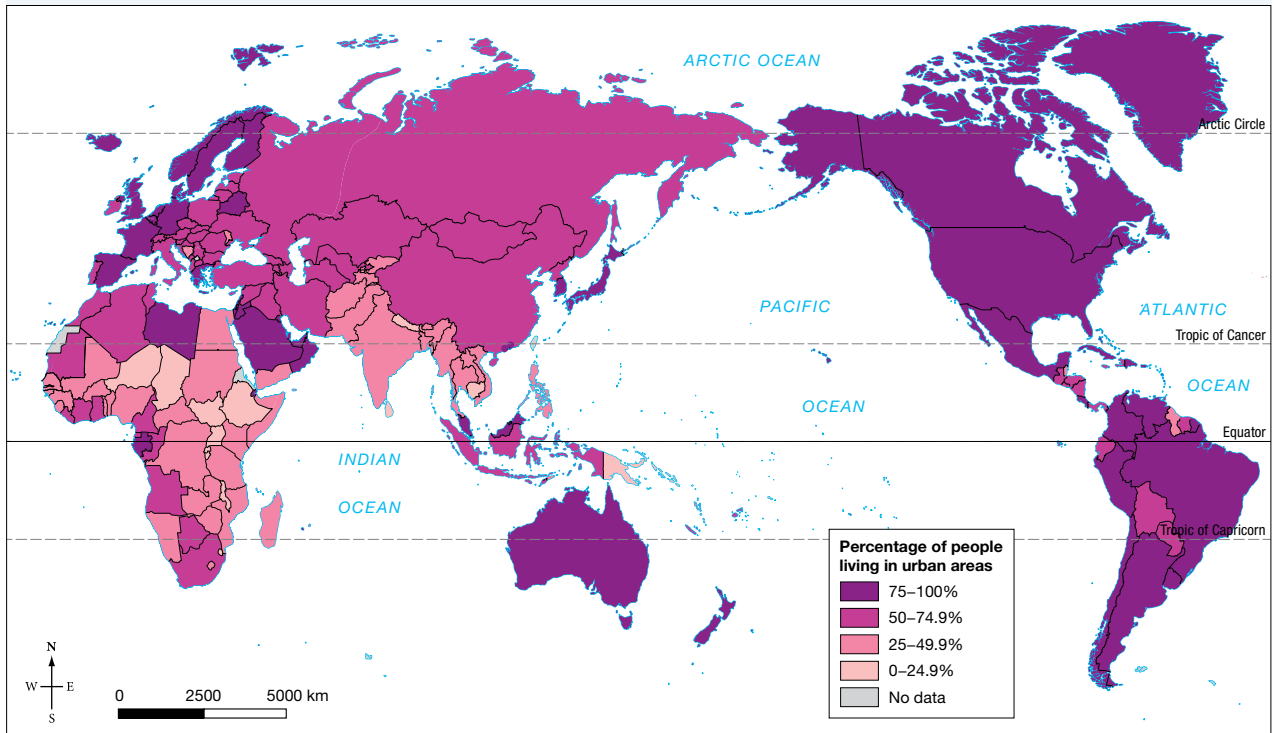 ARCTIC OCEAN
Arctic Circle
PACIFIC
ATLANTIC
Tropic of Cancer
OCEAN
OCEAN
Equator
INDIAN
OCEAN
Tropic of Capricorn
Percentage of people
living in urban areas
75–100%
50–74.9%
25–49.9%
0–24.9%
No data
N
W E
S
0 2500 5000 km